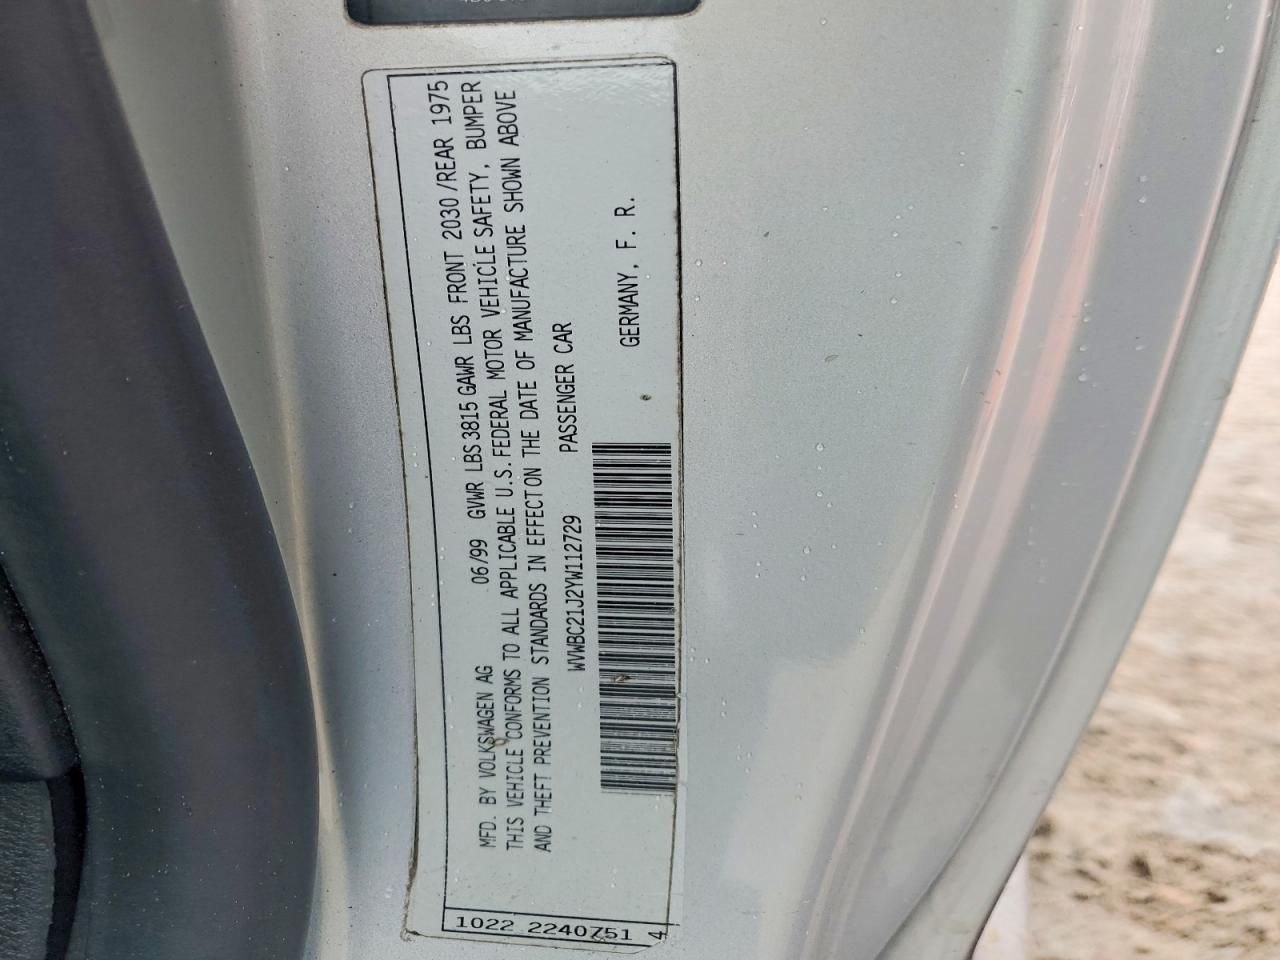 MFD. BY VOLKSWAGEN AG 06/99 GVWR LBS 3815 GAWR LBS FRONT 2030 /REAR 1975
THIS VEHICLE CONFORMS TO ALL APPLICABLE U.S. FEDERAL MOTOR VEHICLE SAFETY, BUMPER
AND THEFT PREVENTION STANDARDS IN EFFECT ON THE DATE OF MANUFACTURE SHOWN ABOVE
WVWBC21J2YW112729 PASSENGER CAR
GERMANY, F. R.
1022 2240751 4